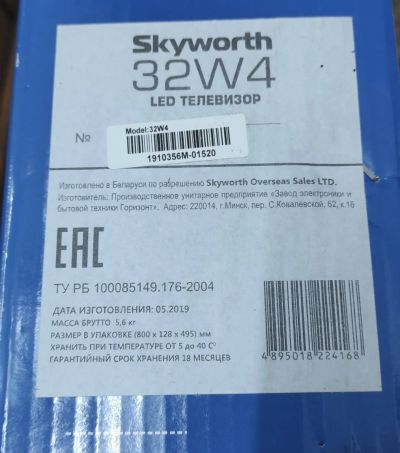 Skyworth
32W4
LED ТЕЛЕВИЗОР
№
Model:32W4
1910356M-01520
Изготовлено в Беларуси по разрешению Skyworth Overseas Sales LTD.
Изготовитель: Производственное унитарное предприятие «Завод электроники и
бытовой техники Горизонт». Адрес: 220014, г.Минск, пер. С.Ковалевской, 62, к.16
ЕАС
ТУ РБ 100085149.176-2004
ДАТА ИЗГОТОВЛЕНИЯ 05.2019
МАССА БРУТТО 5,6 кг
РАЗМЕР В УПАКОВКЕ (800 x 128 x 495) мм
ХРАНИТЬ ПРИ ТЕМПЕРАТУРЕ ОТ 5 до 40 С°
ГАРАНТИЙНЫЙ СРОК ХРАНЕНИЯ 18 МЕСЯЦЕВ
4895018224168